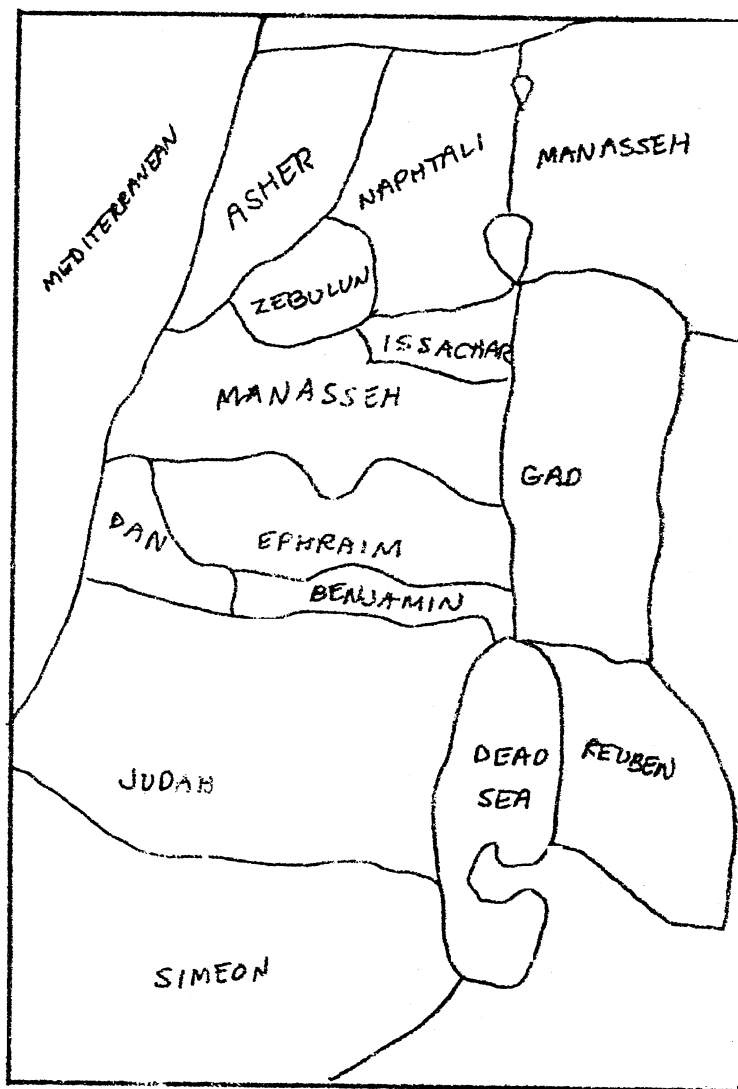 MEDITERRANEAN
ASHER
NAPHTALI
MANASSEH
ZEBULUN
ISSACHAR
MANASSEH
GAD
DAN
EPHRAIM
BENJAMIN
JUDAH
DEAD
SEA
REUBEN
SIMEON